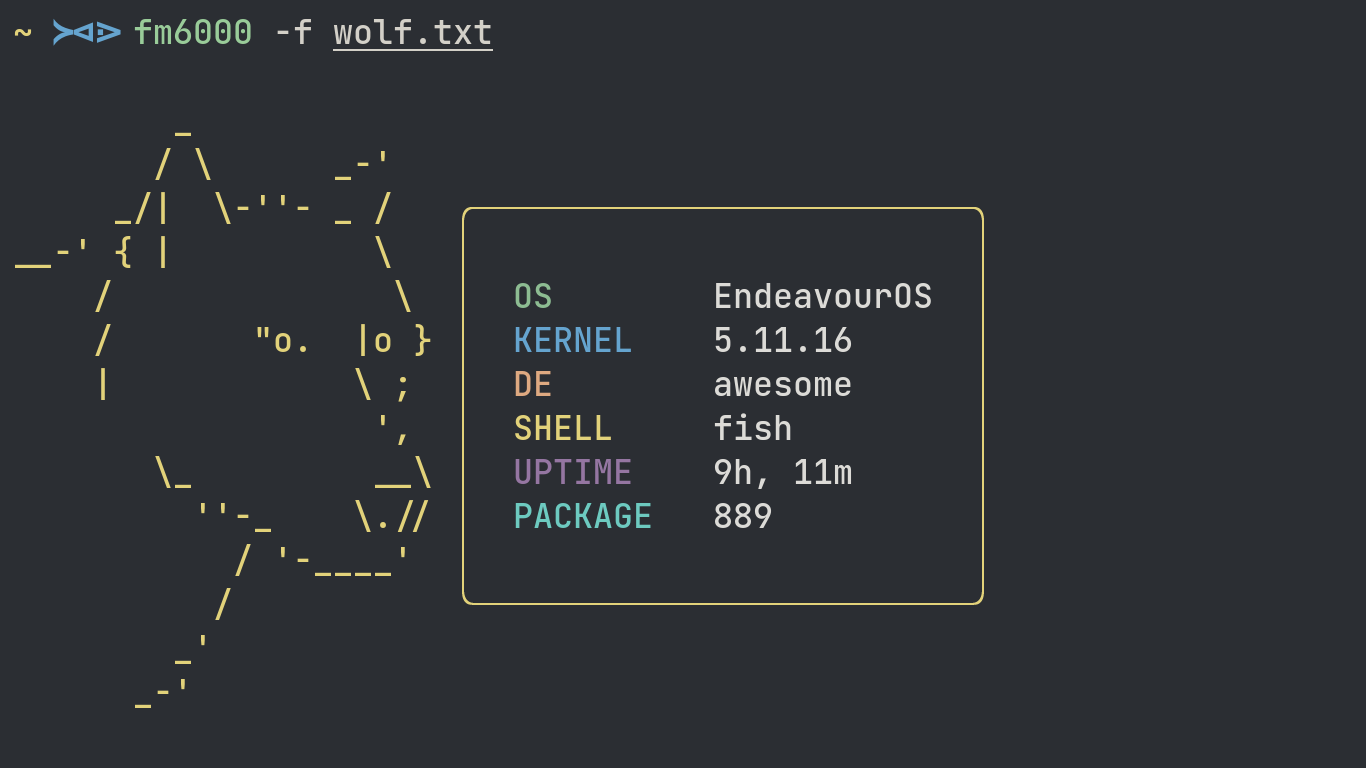 ~ ⋟⋪⋗ fm6000 -f wolf.txt
        _
       / \      _-'
     _/|  \-''- _ /
__-' { |          \
    /              \
    /       "o.  |o }
    |            \ ;
                  ',
       \_         __\
         ''-_    \.//
           / '-____'
          /
        _'
      _-'
OS EndeavourOS
KERNEL 5.11.16
DE awesome
SHELL fish
UPTIME 9h, 11m
PACKAGE 889